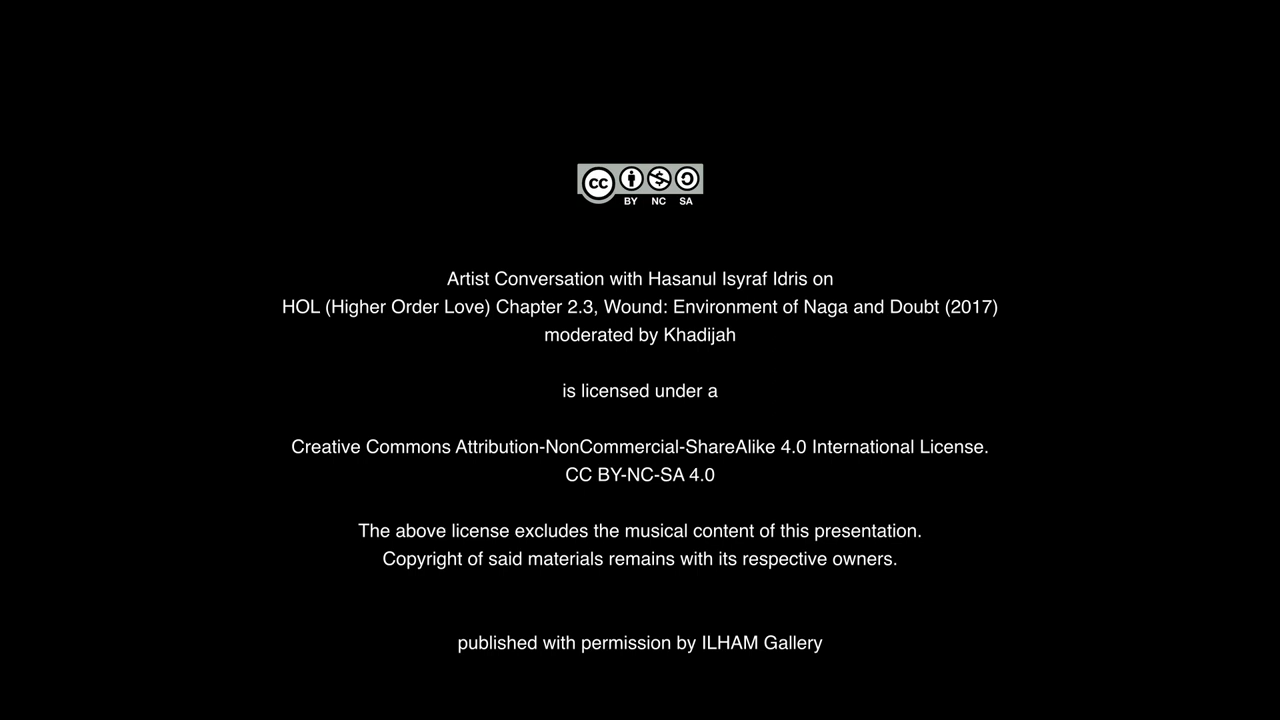 cc
BY NC SA
Artist Conversation with Hasanul Isyraf Idris on
HOL (Higher Order Love) Chapter 2.3, Wound: Environment of Naga and Doubt (2017)
moderated by Khadijah
is licensed under a
Creative Commons Attribution-NonCommercial-ShareAlike 4.0 International License.
CC BY-NC-SA 4.0
The above license excludes the musical content of this presentation.
Copyright of said materials remains with its respective owners.
published with permission by ILHAM Gallery